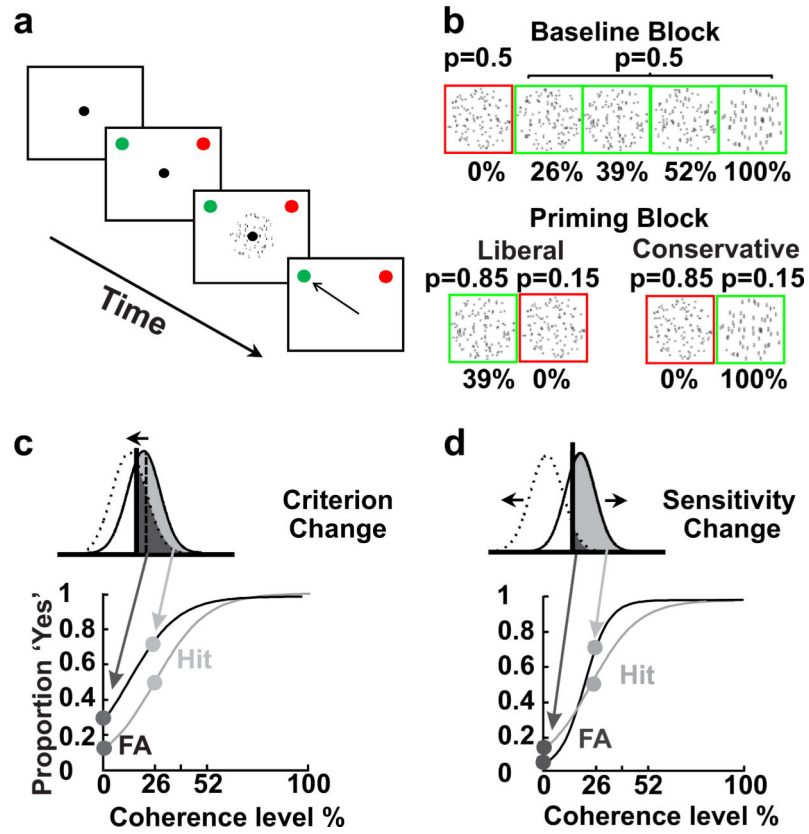 a
Time
b
Baseline Block
p=0.5 p=0.5
0% 26% 39% 52% 100%
Priming Block
Liberal Conservative
p=0.85 p=0.15 p=0.85 p=0.15
39% 0% 0% 100%
c
Criterion
Change
Proportion 'Yes'
1
0.8
0.6
0.4
0.2
0
Hit
FA
0 26 52 100
Coherence level %
d
Sensitivity
Change
1
0.8
0.6
0.4
0.2
0
Hit
FA
0 26 52 100
Coherence level %